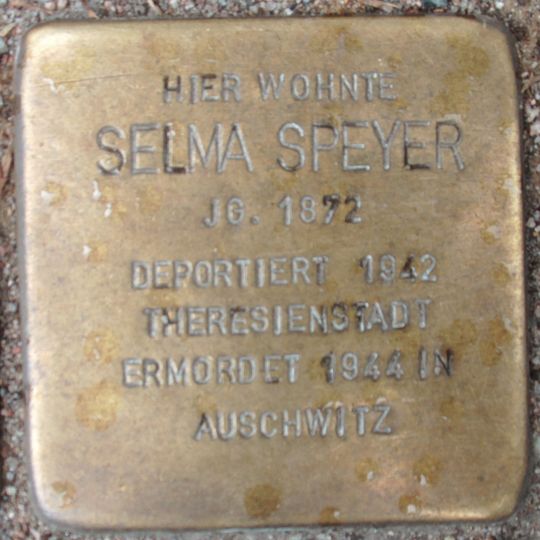 HIER WOHNTE
SELMA SPEYER
JG. 1872
DEPORTIERT 1942
THERESIENSTADT
ERMORDET 1944 IN
AUSCHWITZ